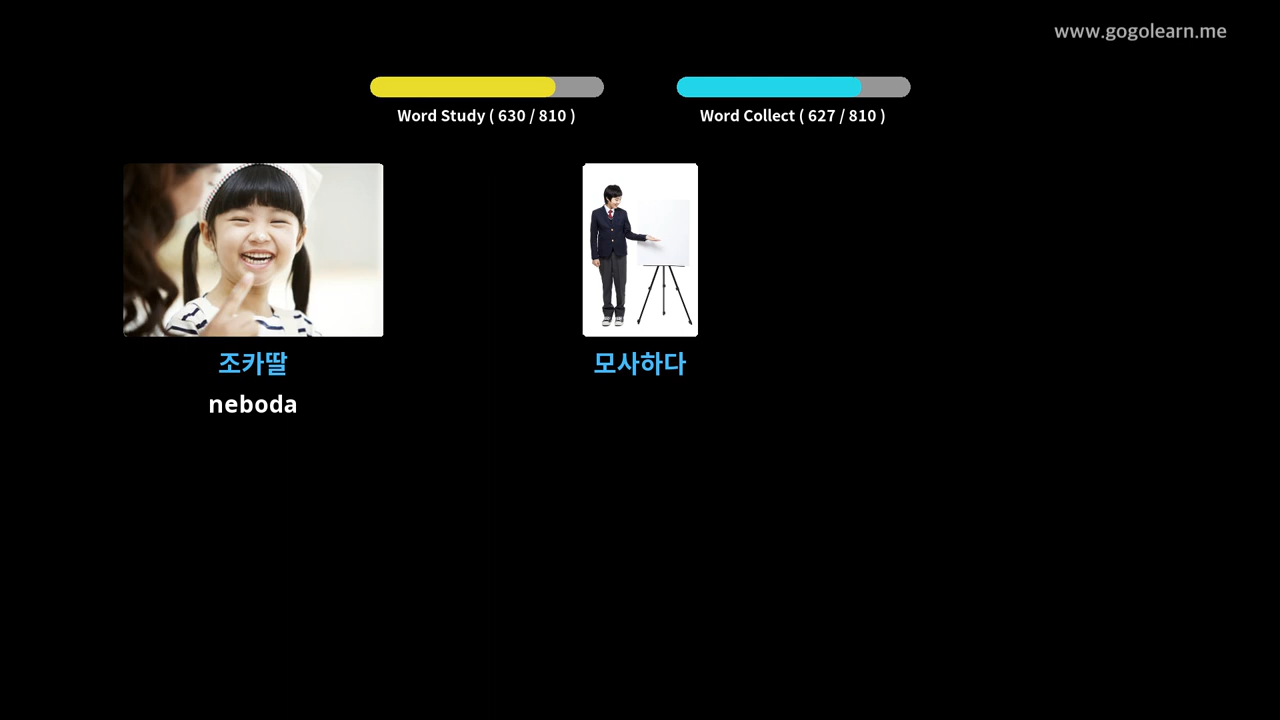 www.gogolearn.me
Word Study ( 630 / 810 )
Word Collect ( 627 / 810 )
조카딸
모사하다
neboda